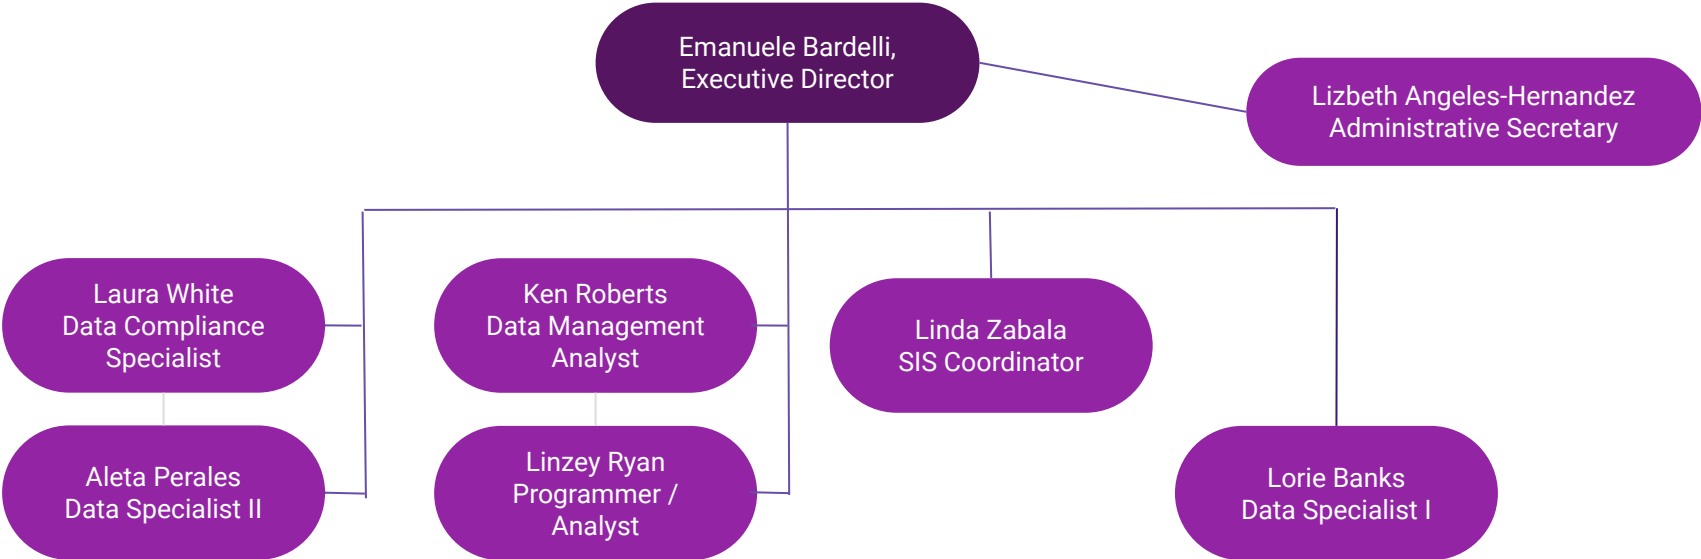 Emanuele Bardelli,
Executive Director
Lizbeth Angeles-Hernandez
Administrative Secretary
Laura White
Data Compliance
Specialist
Ken Roberts
Data Management
Analyst
Linda Zabala
SIS Coordinator
Aleta Perales
Data Specialist II
Linzey Ryan
Programmer /
Analyst
Lorie Banks
Data Specialist I